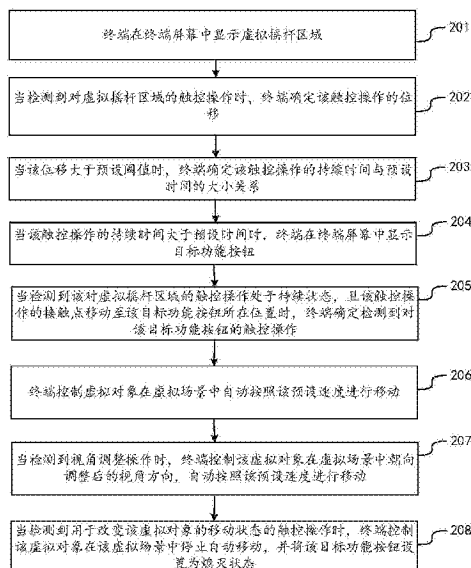 终端在终端屏幕中显示虚拟摇杆区域
201
当检测到对虚拟摇杆区域的触控操作时，终端确定该触控操作的位
移
202
当该位移大于预设阈值时，终端确定该触控操作的持续时间与预设
时间的大小关系
203
当该触控操作的持续时间大于预设时间时，终端在终端屏幕中显示
目标功能按钮
204
当检测到该对虚拟摇杆区域的触控操作处于持续状态，且该触控操
作的接触点移动至该目标功能按钮所在位置时，终端确定检测到对
该目标功能按钮的触控操作
205
终端控制虚拟对象在虚拟场景中自动按照该预设速度进行移动
206
当检测到视角调整操作时，终端控制该虚拟对象在虚拟场景中朝向
调整后的视角方向，自动按照该预设速度进行移动
207
当检测到用于改变该虚拟对象的移动状态的触控操作时，终端控制
该虚拟对象在该虚拟场景中停止自动移动，并将该目标功能按钮设
置为熄灭状态
208